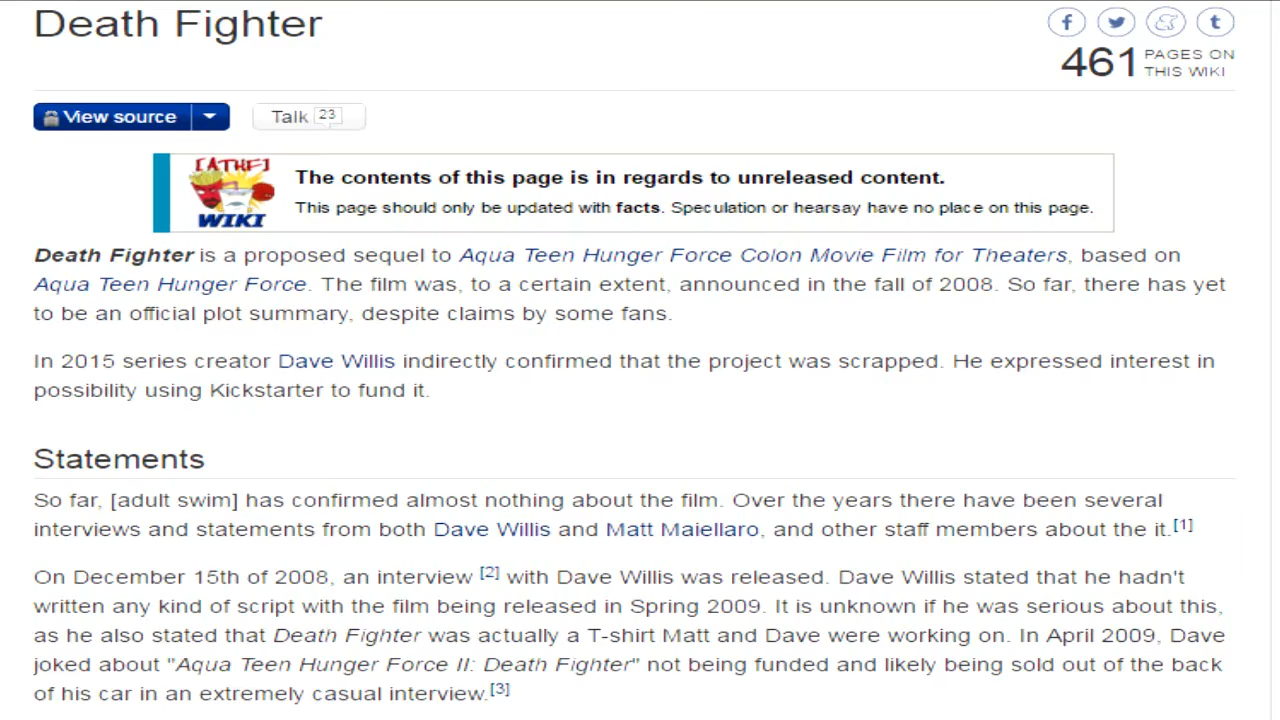 Death Fighter
461 PAGES ON
THIS WIKI
View source
Talk 23
[ATHF]
WIKI
The contents of this page is in regards to unreleased content.
This page should only be updated with facts. Speculation or hearsay have no place on this page.
Death Fighter is a proposed sequel to Aqua Teen Hunger Force Colon Movie Film for Theaters, based on
Aqua Teen Hunger Force. The film was, to a certain extent, announced in the fall of 2008. So far, there has yet
to be an official plot summary, despite claims by some fans.
In 2015 series creator Dave Willis indirectly confirmed that the project was scrapped. He expressed interest in
possibility using Kickstarter to fund it.
Statements
So far, [adult swim] has confirmed almost nothing about the film. Over the years there have been several
interviews and statements from both Dave Willis and Matt Maiellaro, and other staff members about the it.[1]
On December 15th of 2008, an interview [2] with Dave Willis was released. Dave Willis stated that he hadn't
written any kind of script with the film being released in Spring 2009. It is unknown if he was serious about this,
as he also stated that Death Fighter was actually a T-shirt Matt and Dave were working on. In April 2009, Dave
joked about "Aqua Teen Hunger Force II: Death Fighter" not being funded and likely being sold out of the back
of his car in an extremely casual interview.[3]